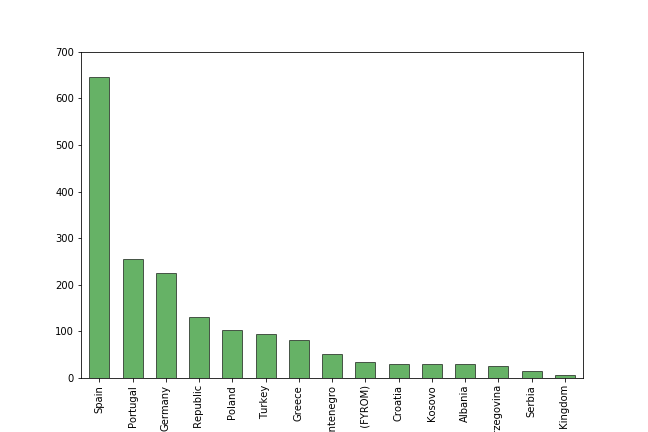 700
600
500
400
300
200
100
0
Spain
Portugal
Germany
Republic
Poland
Turkey
Greece
ntenegro
(FYROM)
Croatia
Kosovo
Albania
zegovina
Serbia
Kingdom